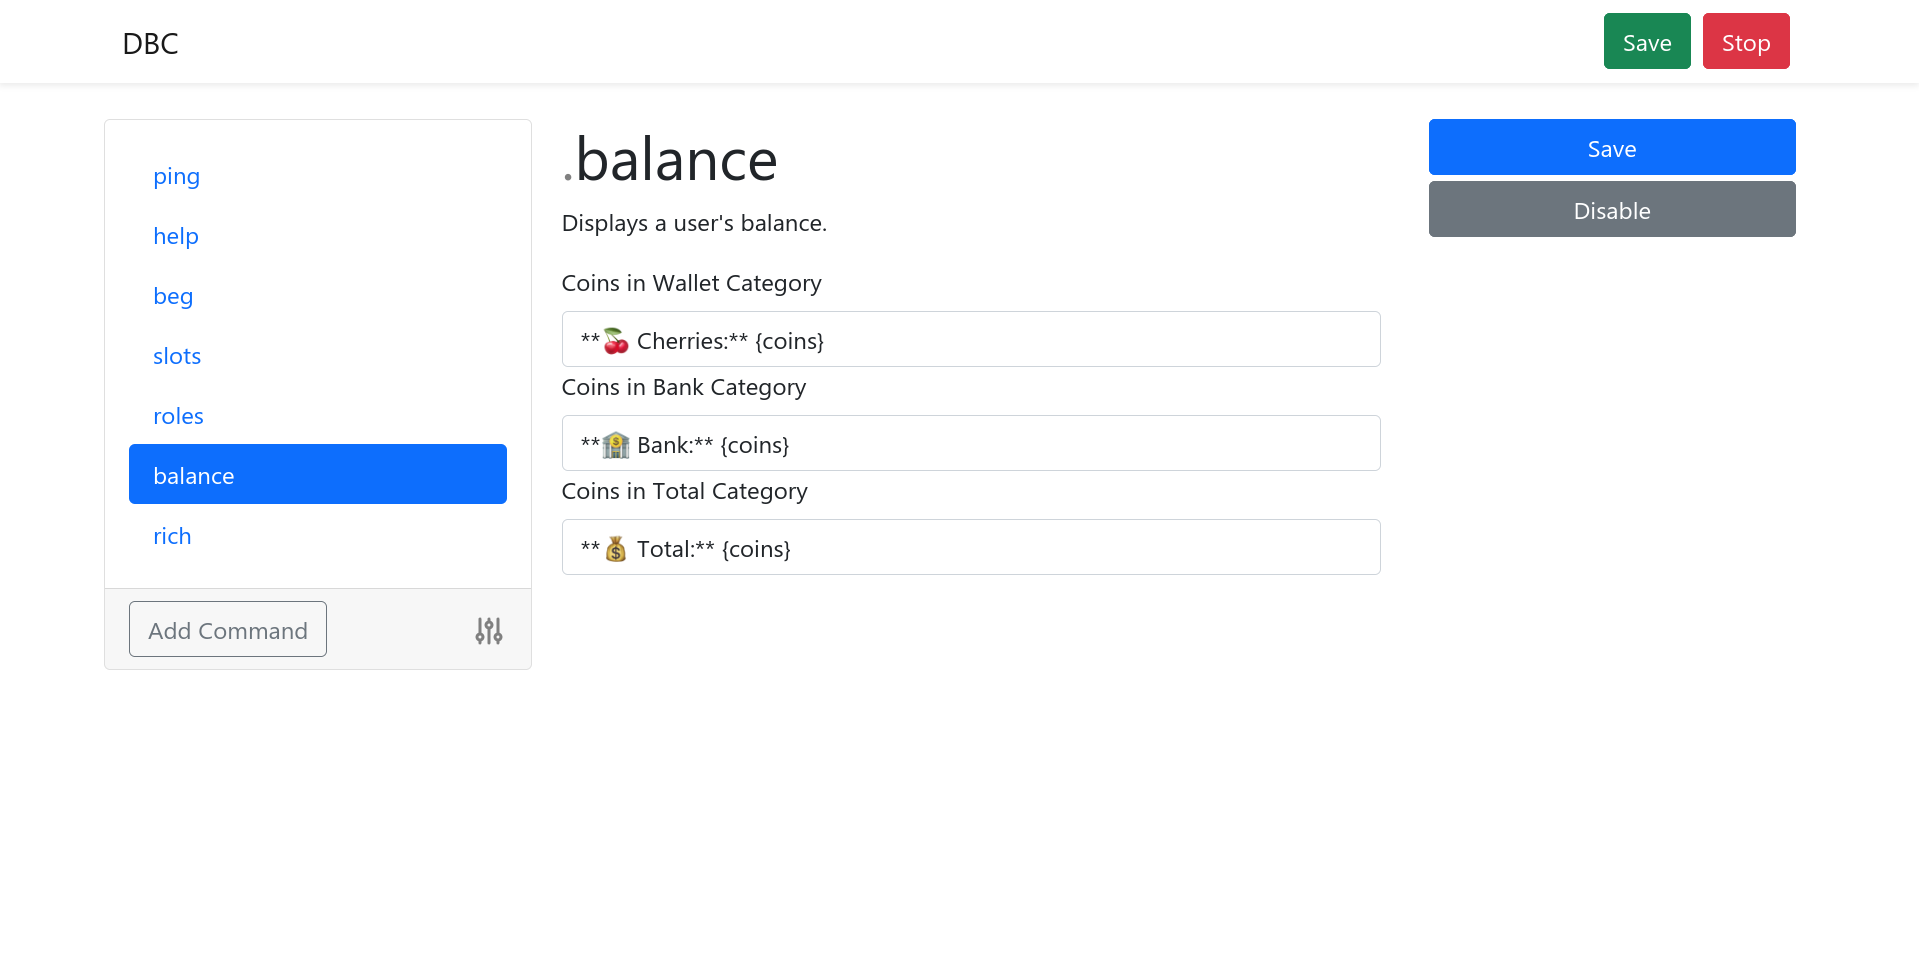 DBC
Save
Stop
ping
help
beg
slots
roles
balance
rich
Add Command
.balance
Displays a user's balance.
Coins in Wallet Category
**🍒 Cherries:** {coins}
Coins in Bank Category
**🏦 Bank:** {coins}
Coins in Total Category
**💰 Total:** {coins}
Save
Disable